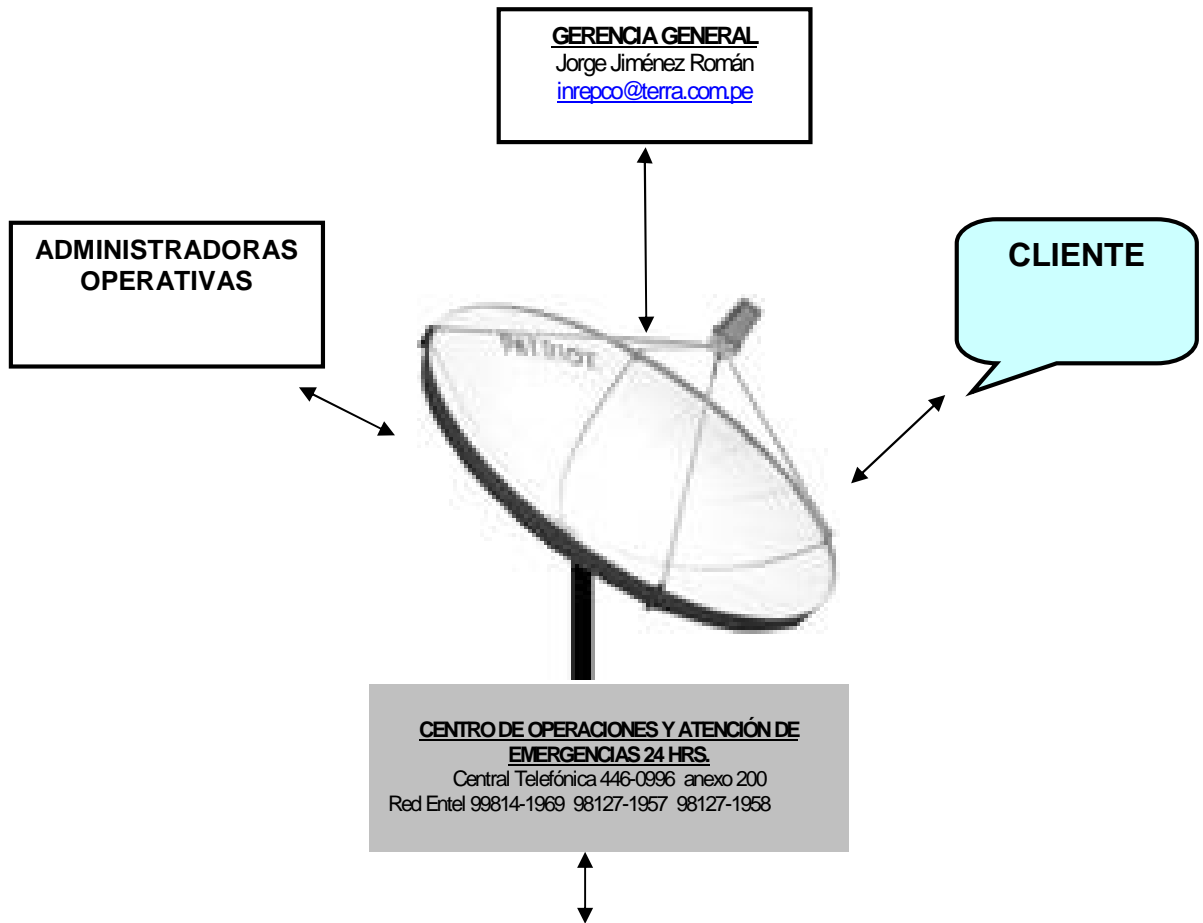 GERENCIA GENERAL
Jorge Jiménez Román
inrepco@terra.com.pe
ADMINISTRADORAS
OPERATIVAS
CLIENTE
PATRIOT
CENTRO DE OPERACIONES Y ATENCIÓN DE
EMERGENCIAS 24 HRS.
Central Telefónica 446-0996 anexo 200
Red Entel 99814-1969 98127-1957 98127-1958